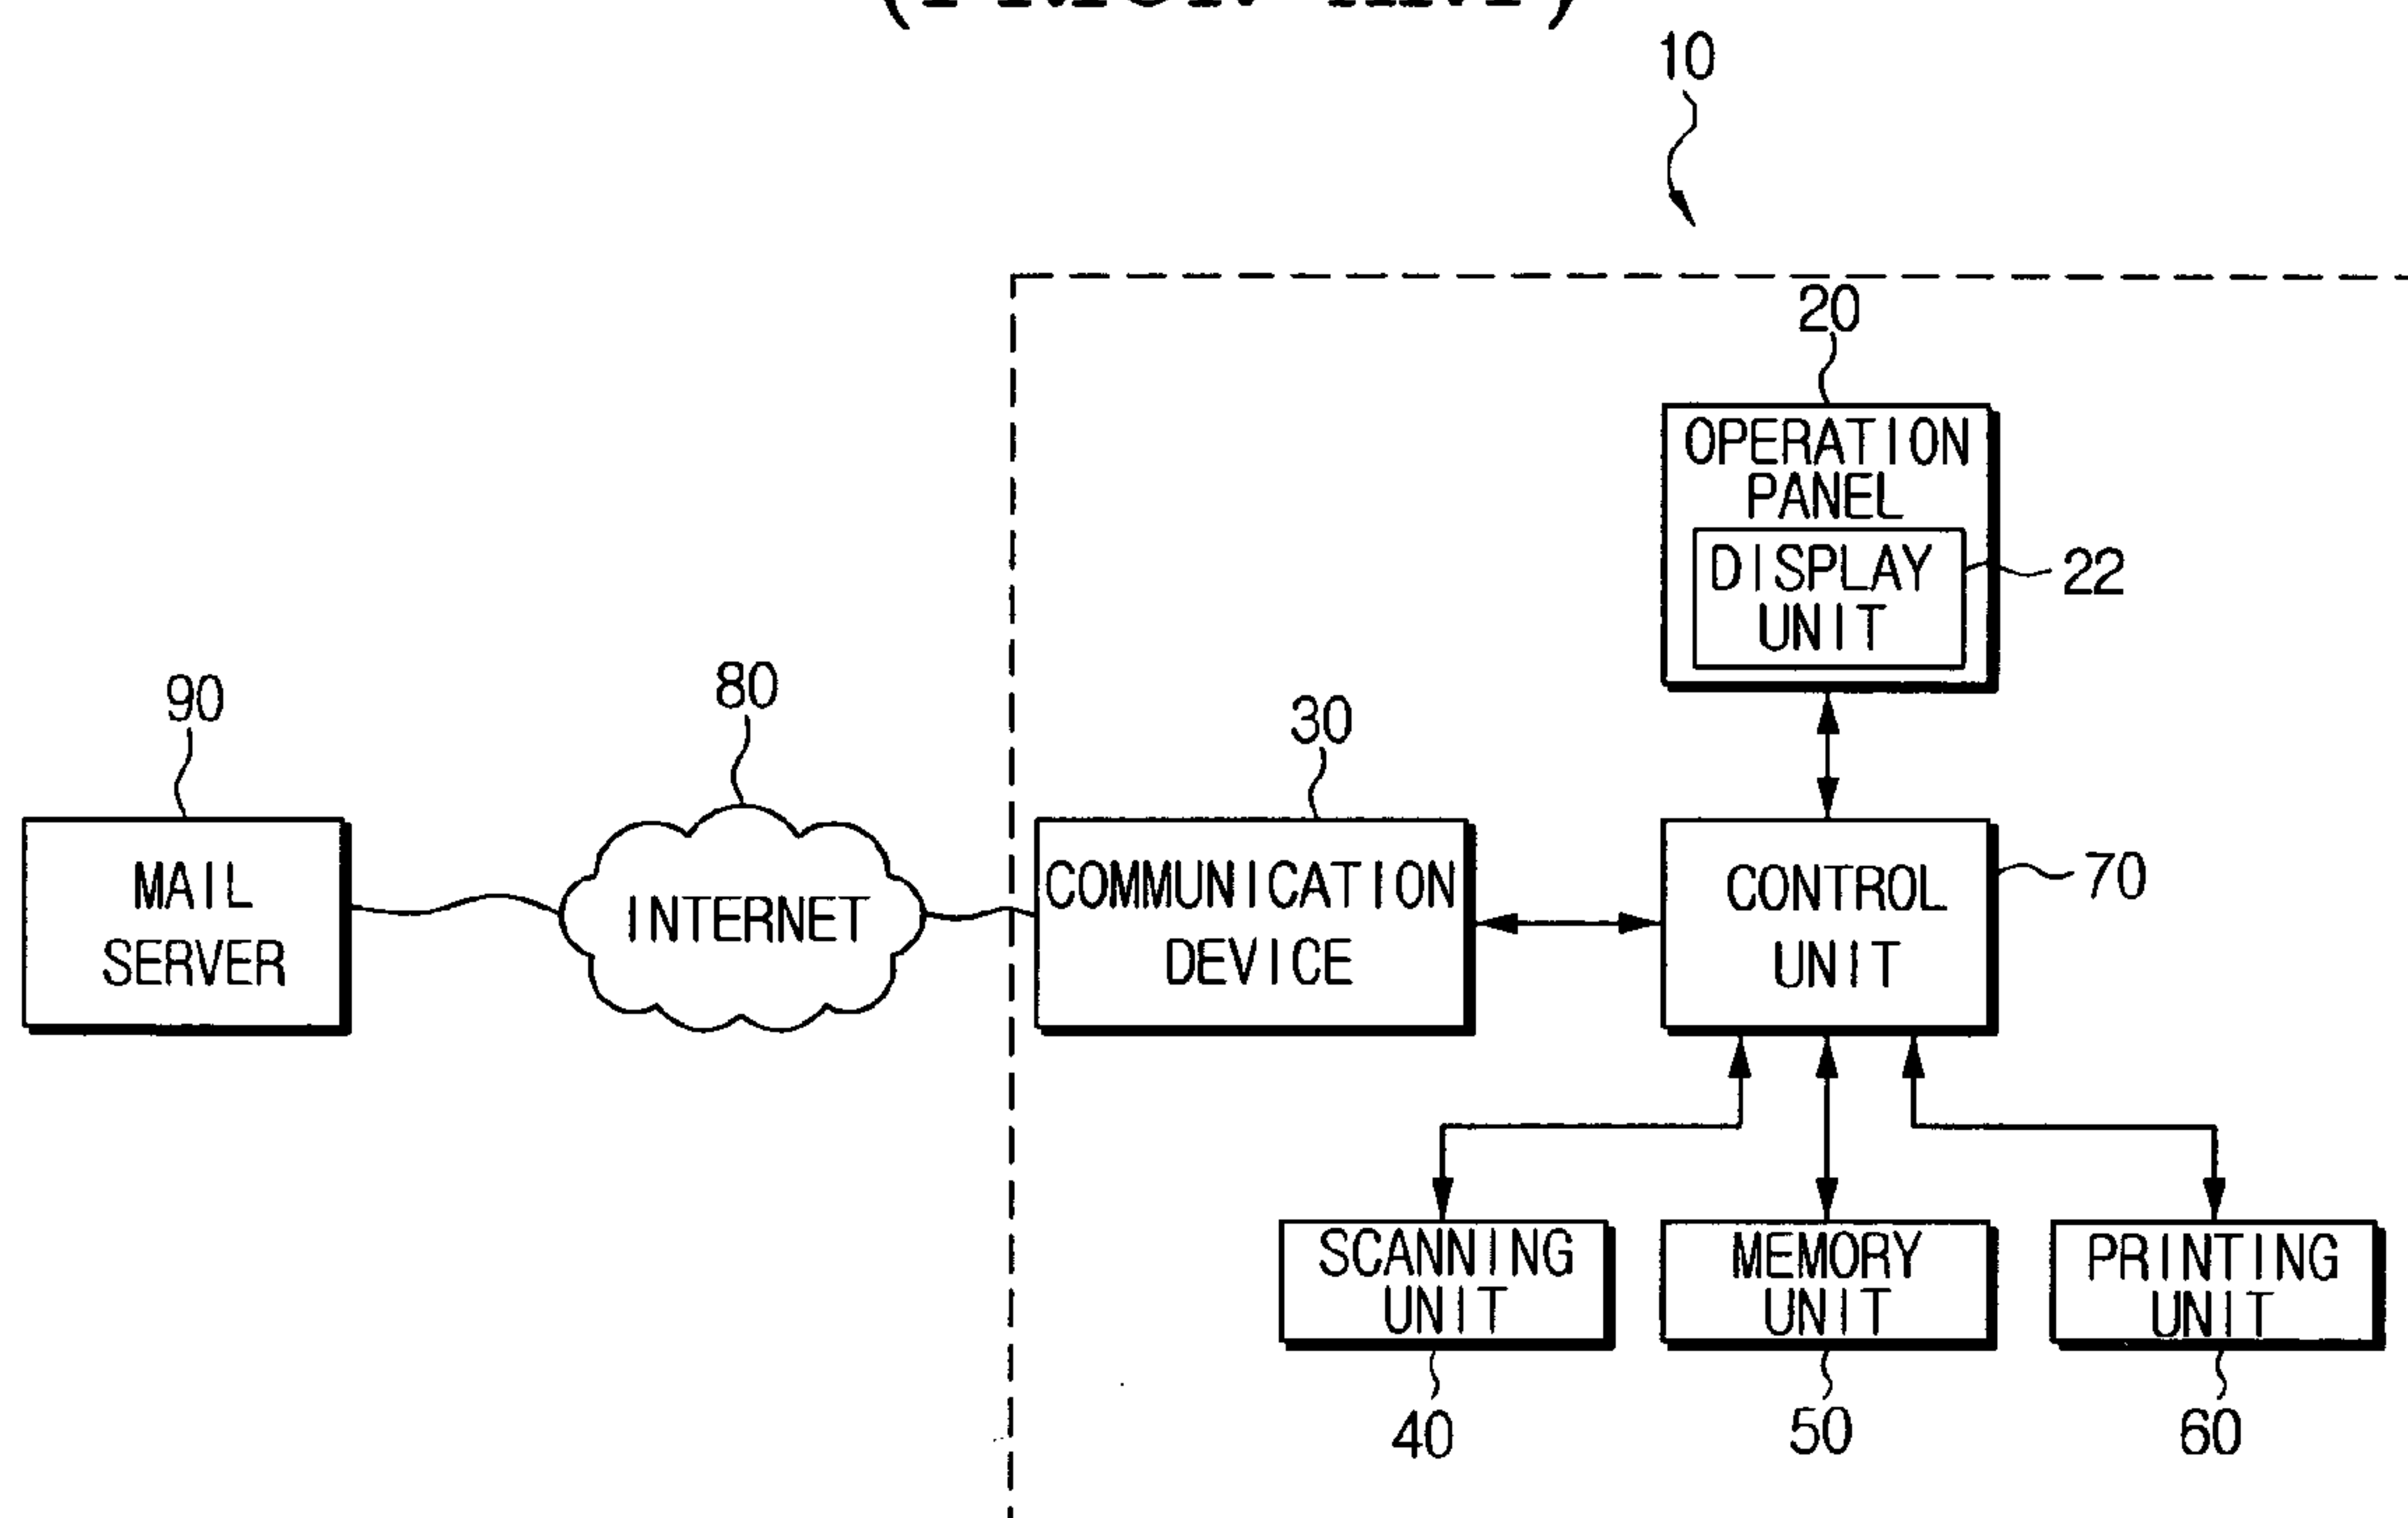 10
20
OPERATION
PANEL
DISPLAY
UNIT
22
90
80
30
MAIL
SERVER
INTERNET
COMMUNICATION
DEVICE
CONTROL
UNIT
70
SCANNING
UNIT
MEMORY
UNIT
PRINTING
UNIT
40
50
60